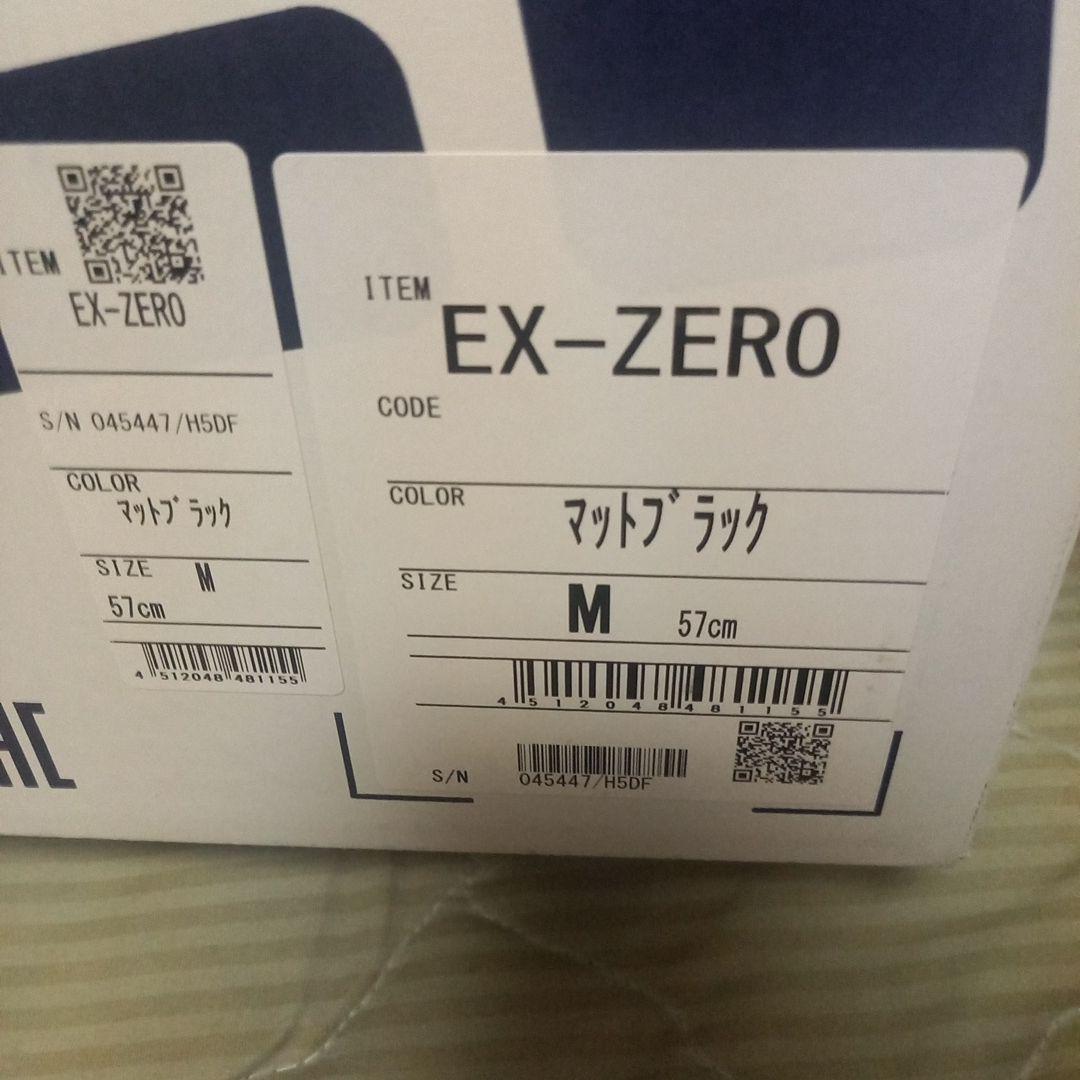 ITEM
EX-ZERO
S/N 045447/H5DF
COLOR
ﾏｯﾄﾌﾞﾗｯｸ
SIZE M
57cm
4 512048 481155
ITEM
EX-ZERO
CODE
COLOR ﾏｯﾄﾌﾞﾗｯｸ
SIZE M 57cm
4 512048 481155
S/N 045447/H5DF